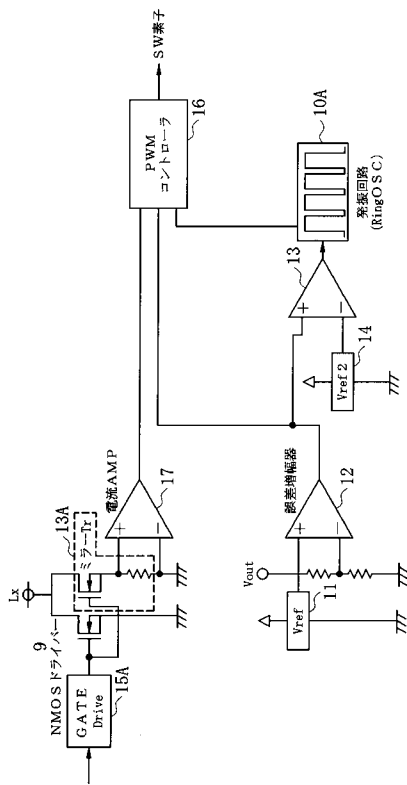 Lx
9
NMOSドライバー
GATE
Drive
15A
13A
ミラーTr
電流AMP
+
−
17
PWM
コントローラ
16
SW素子
Vout
Vref
11
誤差増幅器
+
−
12
Vref2
14
+
−
13
10A
発振回路
(RingOSC)